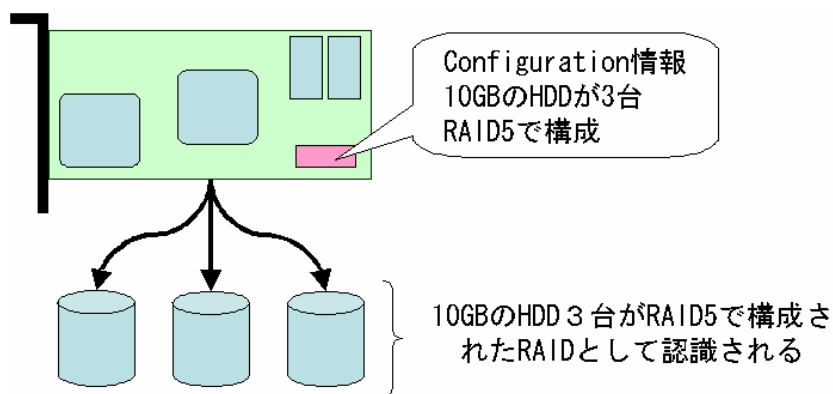 Configuration情報
10GBのHDDが3台
RAID5で構成
10GBのHDD３台がRAID5で構成さ
れたRAIDとして認識される